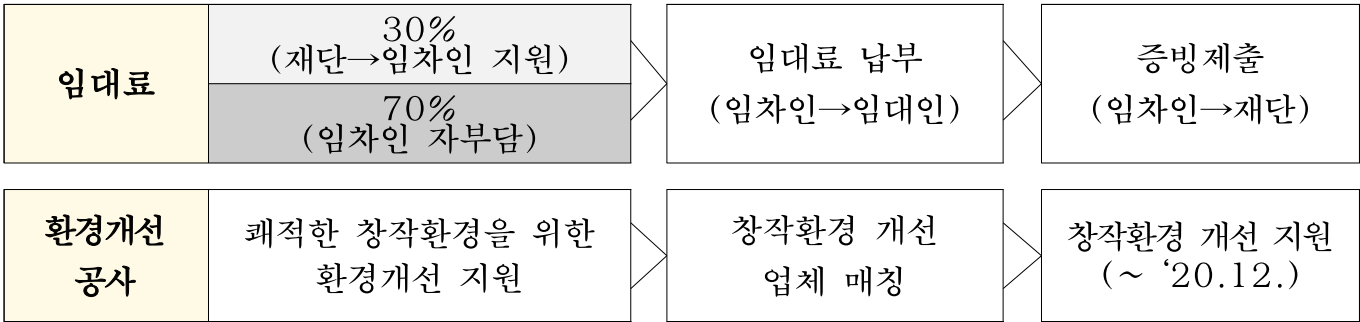 임대료
30%
(재단→임차인 지원)
70%
(임차인 자부담)
임대료 납부
(임차인→임대인)
증빙제출
(임차인→재단)
환경개선
공사
쾌적한 창작환경을 위한
환경개선 지원
창작환경 개선
업체 매칭
창작환경 개선 지원
(~ ‘20.12.)